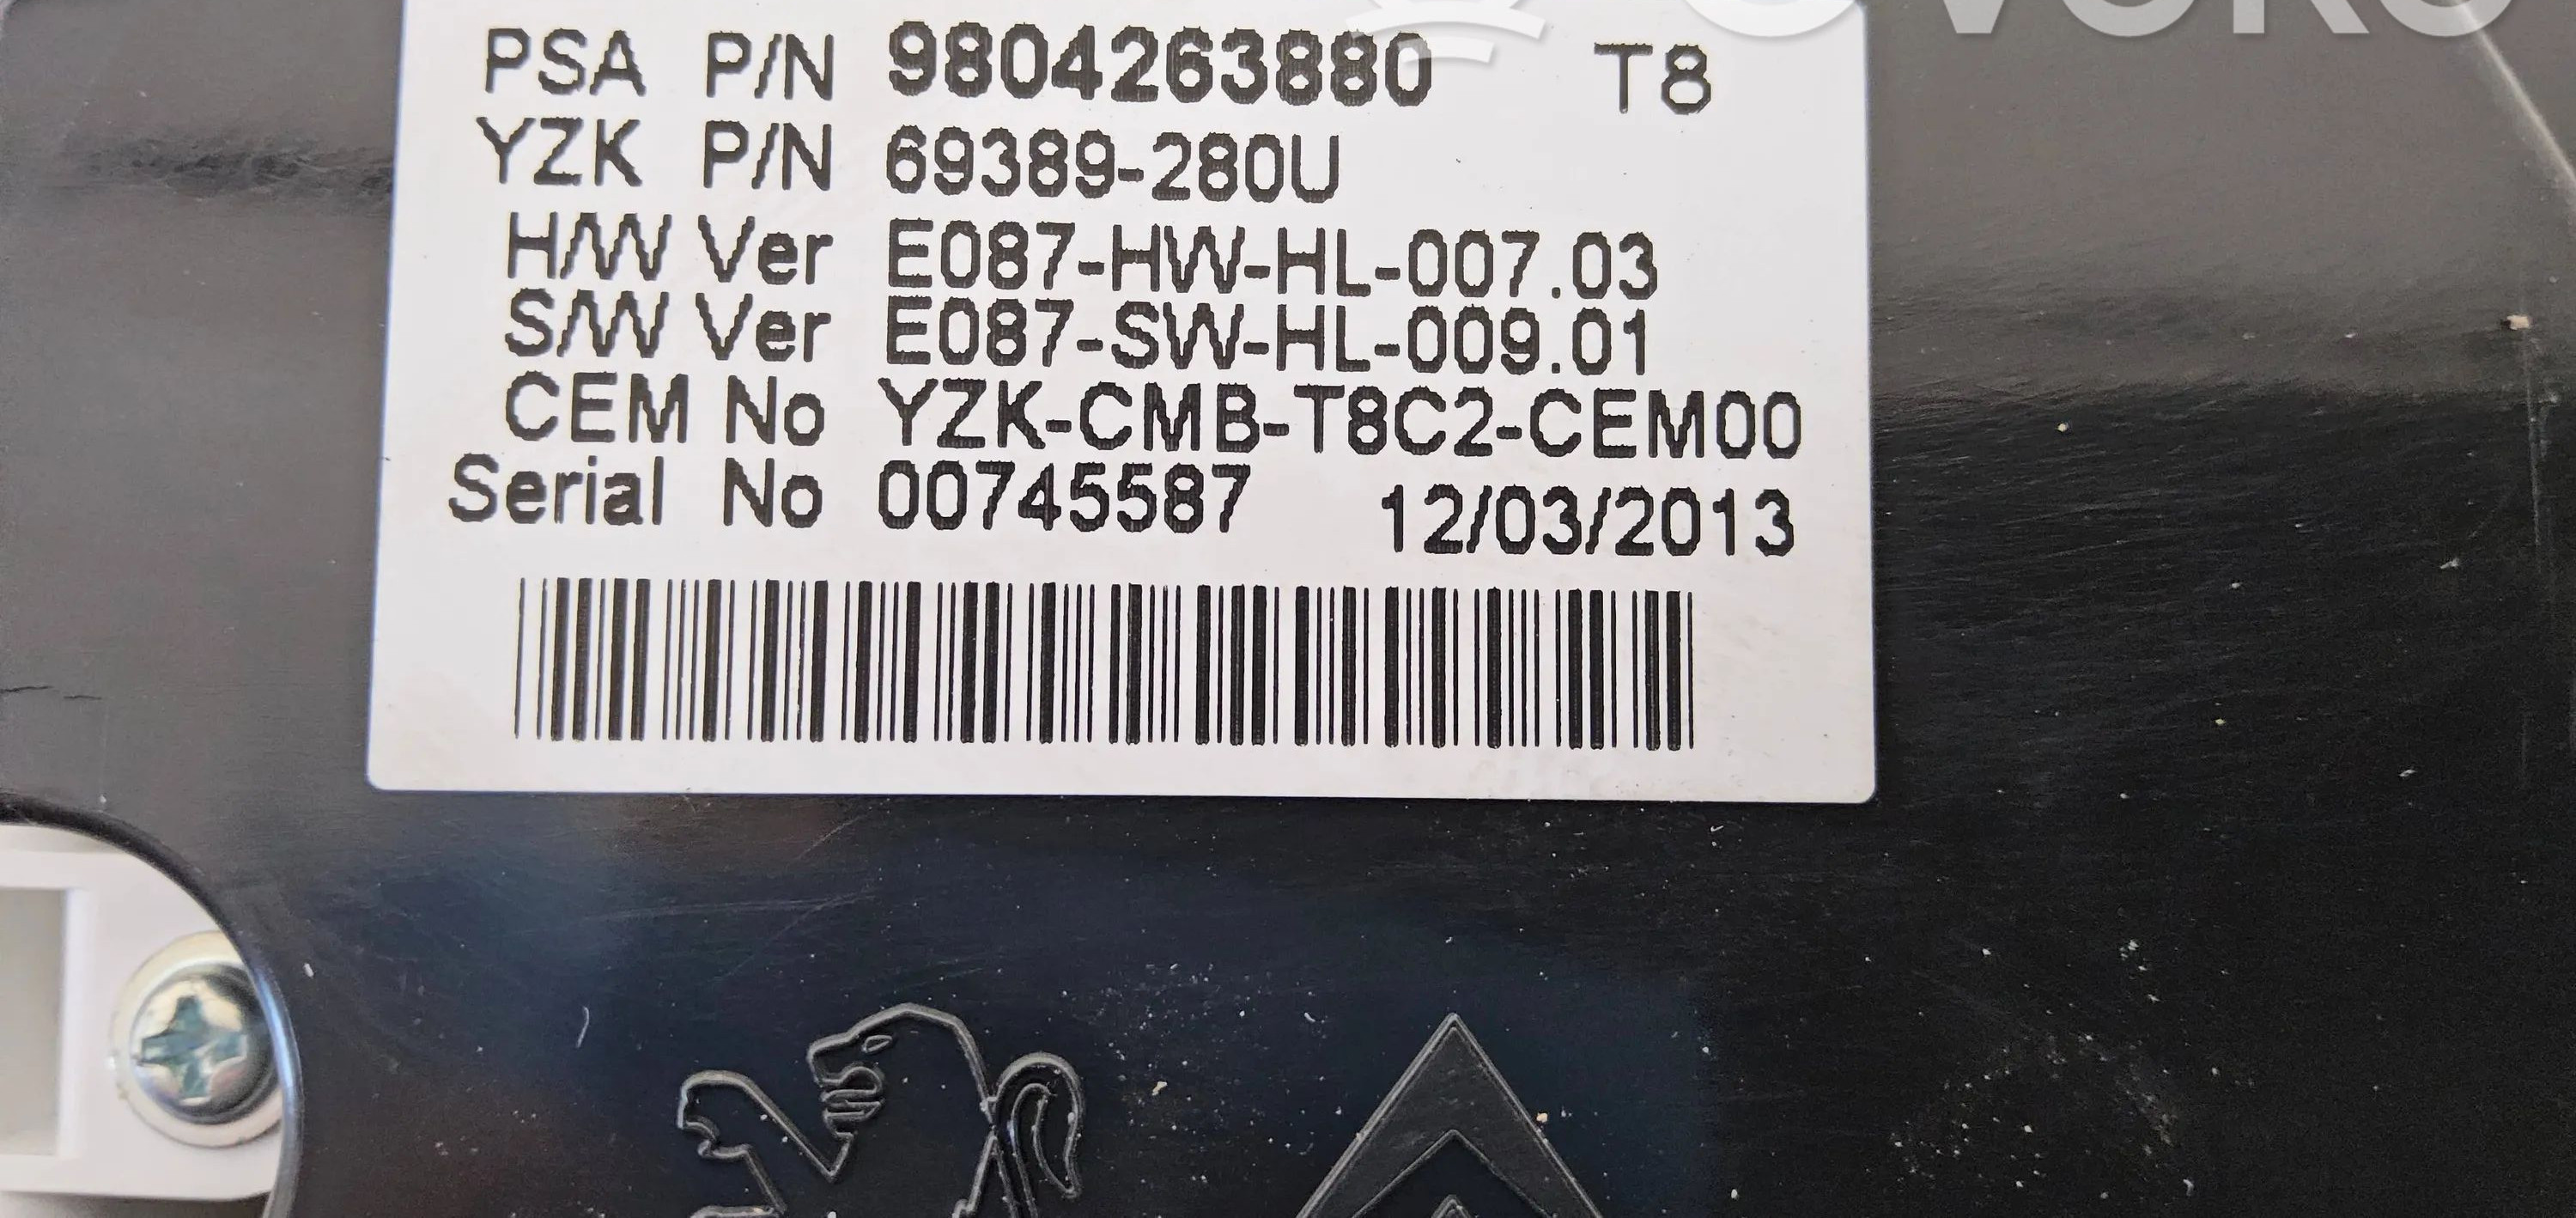 PSA P/N 9804263880 T8
YZK P/N 69389-280U
H/W Ver E087-HW-HL-007.03
S/W Ver E087-SW-HL-009.01
CEM No YZK-CMB-T8C2-CEM00
Serial No 00745587 12/03/2013